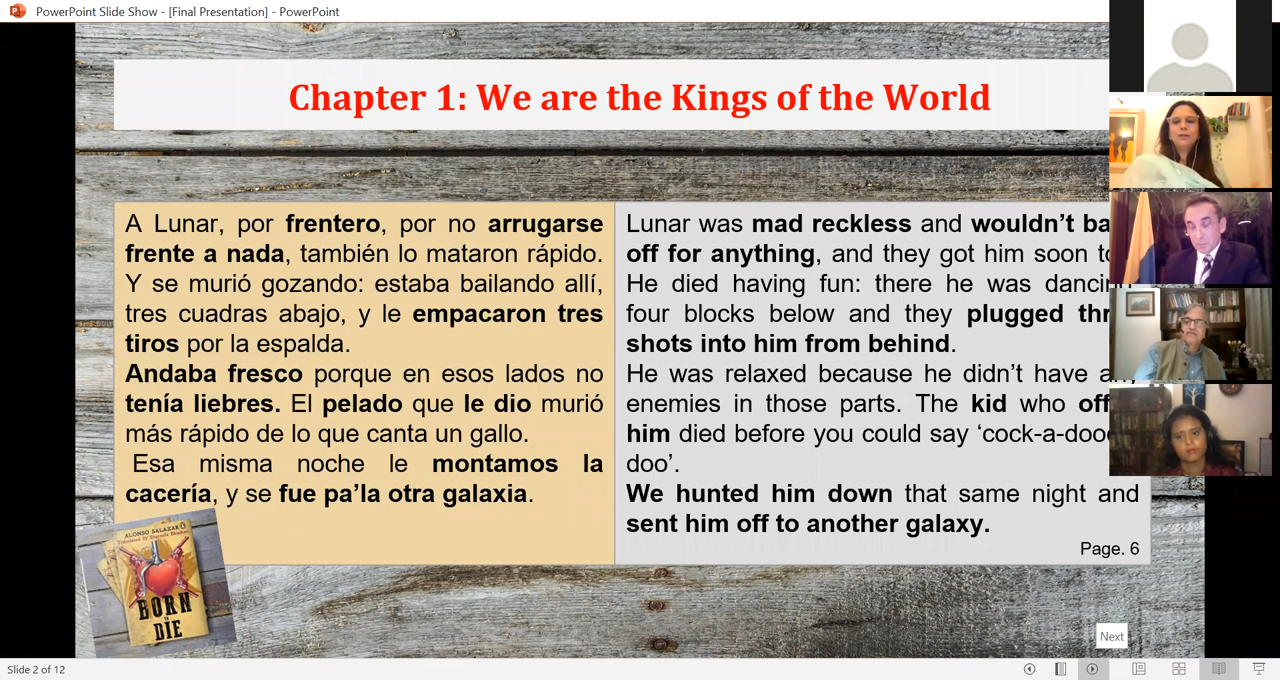 PowerPoint Slide Show - [Final Presentation] - PowerPoint
Chapter 1: We are the Kings of the World
A Lunar, por frentero, por no arrugarse
frente a nada, también lo mataron rápido.
Y se murió gozando: estaba bailando allí,
tres cuadras abajo, y le empacaron tres
tiros por la espalda.
Andaba fresco porque en esos lados no
tenía liebres. El pelado que le dio murió
más rápido de lo que canta un gallo.
Esa misma noche le montamos la
cacería, y se fue pa'la otra galaxia.
Lunar was mad reckless and wouldn't
off for anything, and they got him soon
He died having fun: there he was
four blocks below and they plugged
shots into him from behind.
He was relaxed because he didn't have
enemies in those parts. The kid who
him died before you could say
doo'.
We hunted him down that same night and
sent him off to another galaxy.
Page. 6
ALONSO SALAZAR
BORN
TO
DIE
Next
Slide 2 of 12